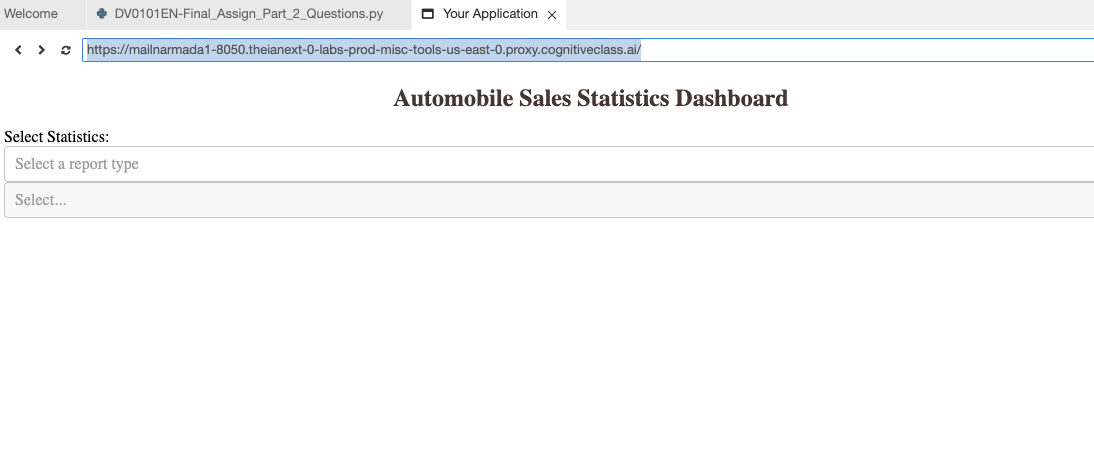 Welcome DV0101EN-Final_Assign_Part_2_Questions.py Your Application
https://mailnarmada1-8050.theianext-0-labs-prod-misc-tools-us-east-0.proxy.cognitiveclass.ai/
Automobile Sales Statistics Dashboard
Select Statistics:
Select a report type
Select...